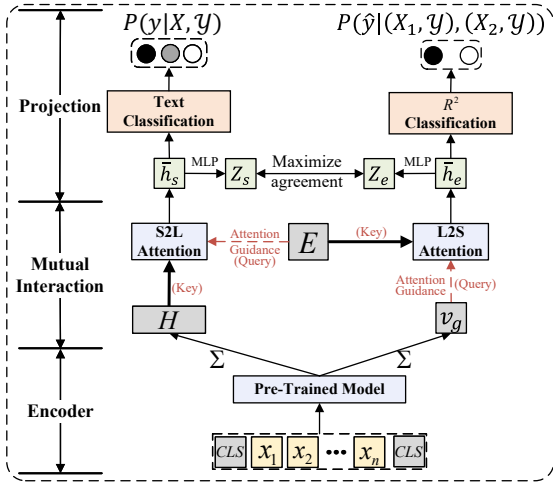 P(y|X, 𝒴)
P(ŷ|(X₁, 𝒴), (X₂, 𝒴))
Projection
Text
Classification
R²
Classification
h̄ₛ
MLP
Zₛ
Maximize
agreement
Zₑ
MLP
h̄ₑ
Mutual
Interaction
S2L
Attention
Attention
Guidance
(Query)
E
(Key)
L2S
Attention
(Key)
Attention
Guidance
(Query)
H
v_g
Σ
Σ
Encoder
Pre-Trained Model
CLS x₁ x₂ ••• xₙ CLS